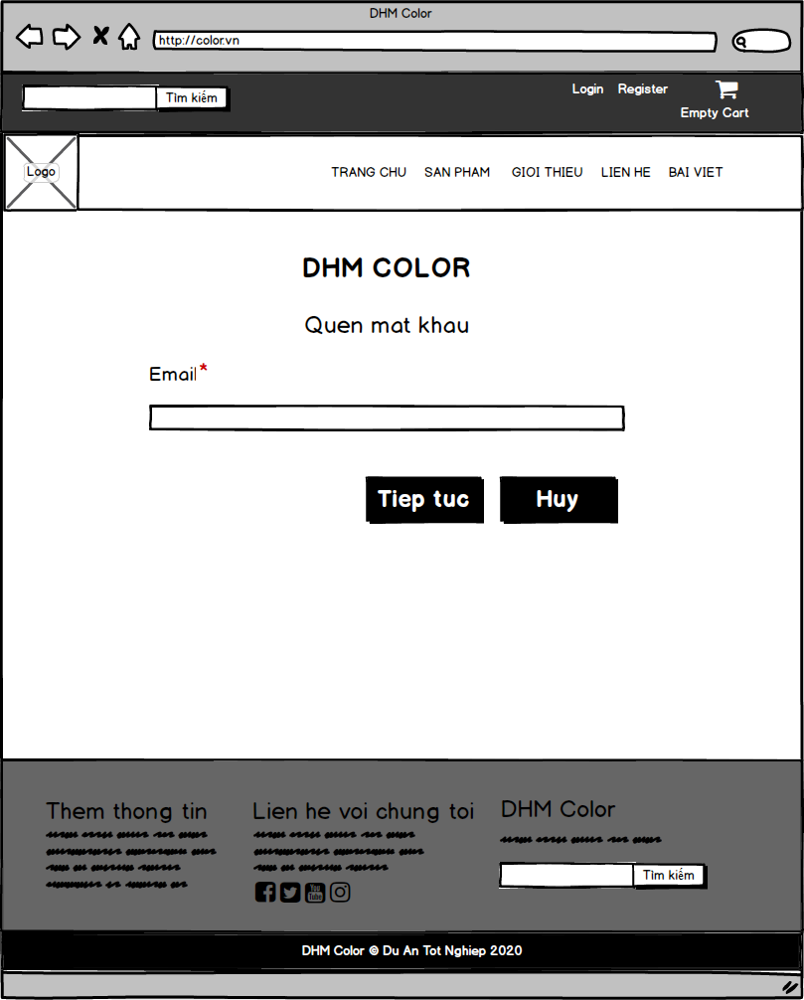 DHM Color
http://color.vn
Tìm kiếm
Login Register
Empty Cart
Logo
TRANG CHU SAN PHAM GIOI THIEU LIEN HE BAI VIET
DHM COLOR
Quen mat khau
Email*
Tiep tuc Huy
Them thong tin
Lien he voi chung toi
You
Tube
DHM Color
Tìm kiếm
DHM Color © Du An Tot Nghiep 2020